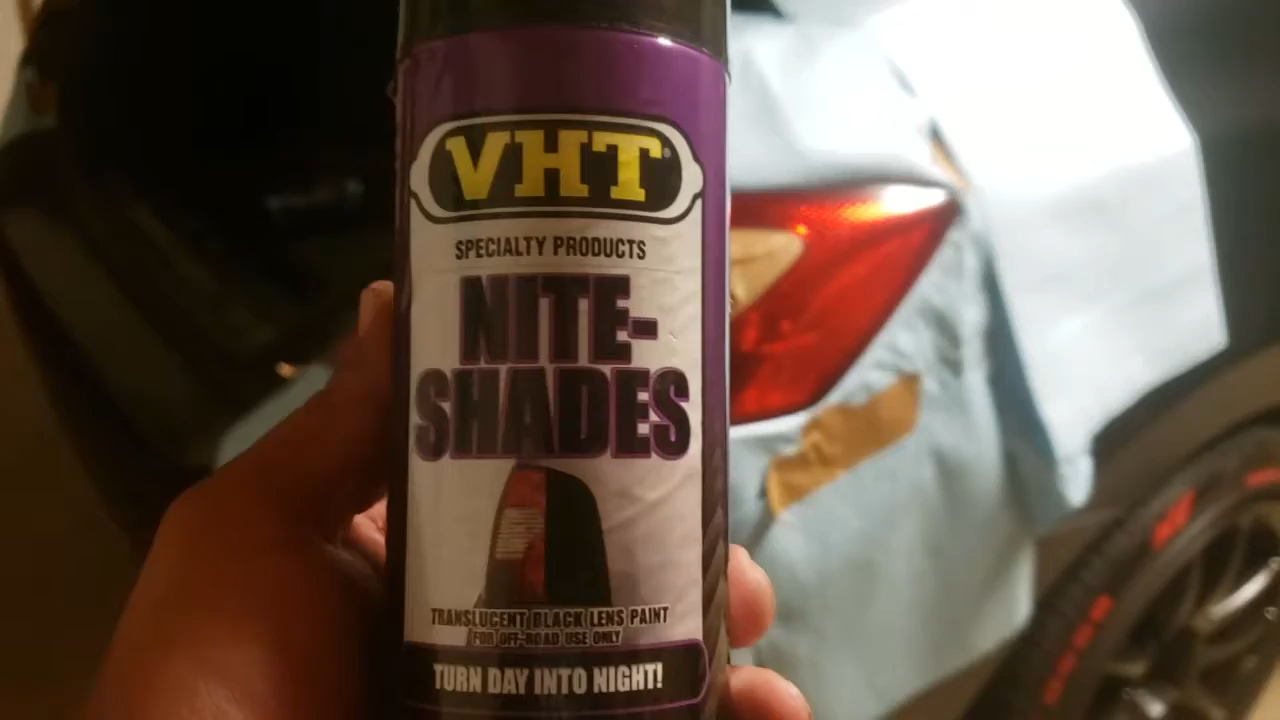 VHT®
SPECIALTY PRODUCTS
NITE-
SHADES
TRANSLUCENT BLACK LENS PAINT
FOR OFF-ROAD USE ONLY
TURN DAY INTO NIGHT!